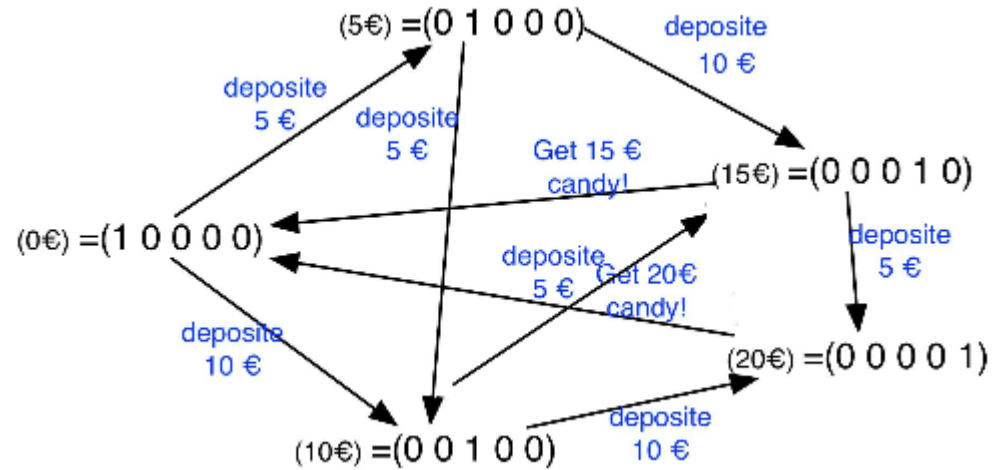 (5€) =(0 1 0 0 0)
deposite
10 €
deposite
5 €
deposite
5 €
Get 15 €
candy!
(15€) =(0 0 0 1 0)
(0€) =(1 0 0 0 0)
deposite
5 €
deposite
5 €
Get 20€
candy!
deposite
10 €
(20€) =(0 0 0 0 1)
deposite
10 €
(10€) =(0 0 1 0 0)